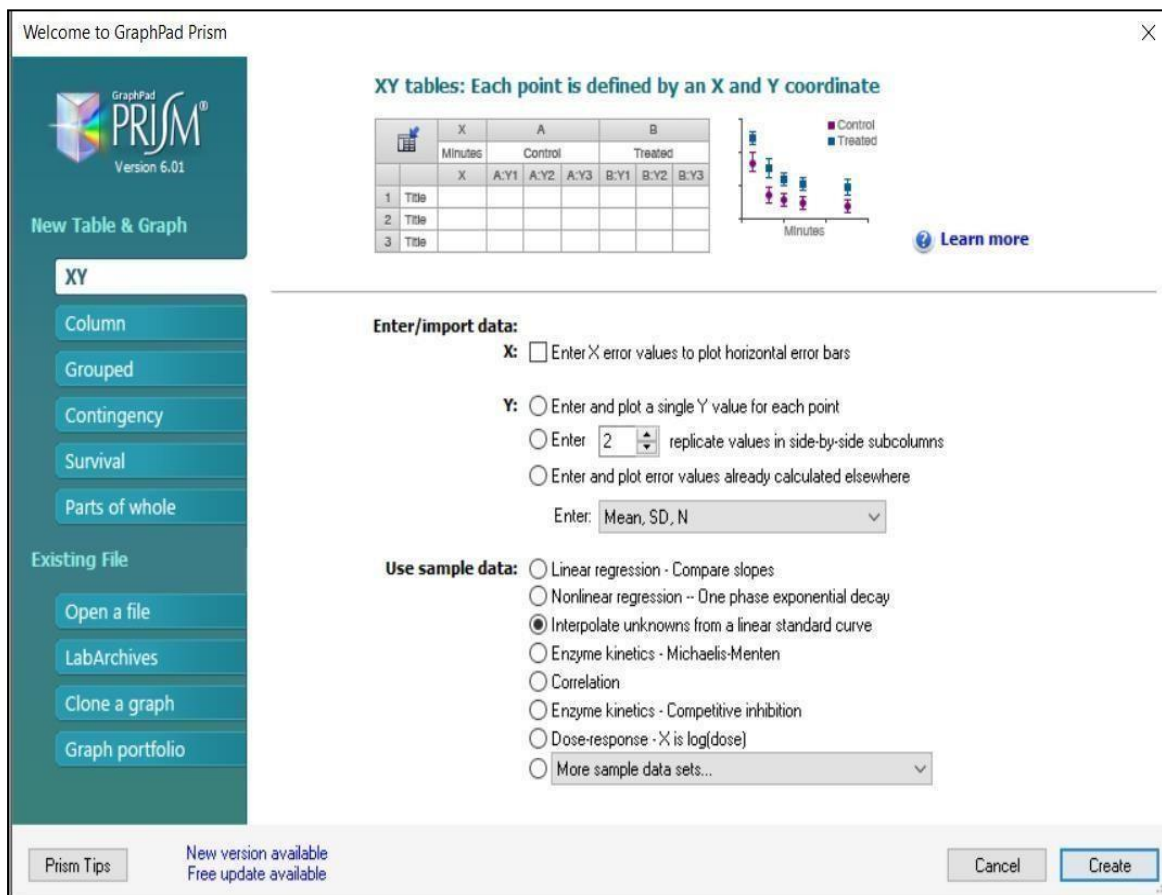 Welcome to GraphPad Prism
GraphPad
PRISM®
Version 6.01
New Table & Graph
XY
Column
Grouped
Contingency
Survival
Parts of whole
Existing File
Open a file
LabArchives
Clone a graph
Graph portfolio
XY tables: Each point is defined by an X and Y coordinate
X A B
Minutes Control Treated
X A:Y1 A:Y2 A:Y3 B:Y1 B:Y2 B:Y3
1 Title
2 Title
3 Title
Control
Treated
Minutes
? Learn more
Enter/import data:
X: Enter X error values to plot horizontal error bars
Y: Enter and plot a single Y value for each point
Enter 2 replicate values in side-by-side subcolumns
Enter and plot error values already calculated elsewhere
Enter: Mean, SD, N
Use sample data: Linear regression - Compare slopes
Nonlinear regression -- One phase exponential decay
Interpolate unknowns from a linear standard curve
Enzyme kinetics - Michaelis-Menten
Correlation
Enzyme kinetics - Competitive inhibition
Dose-response - X is log(dose)
More sample data sets...
Prism Tips
New version available
Free update available
Cancel
Create